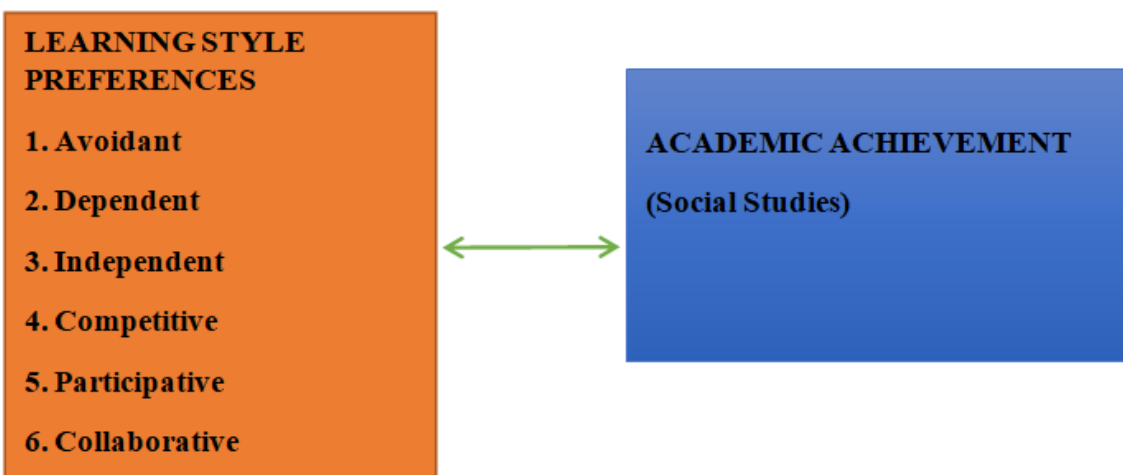 LEARNING STYLE
PREFERENCES
1. Avoidant
2. Dependent
3. Independent
4. Competitive
5. Participative
6. Collaborative
ACADEMIC ACHIEVEMENT
(Social Studies)